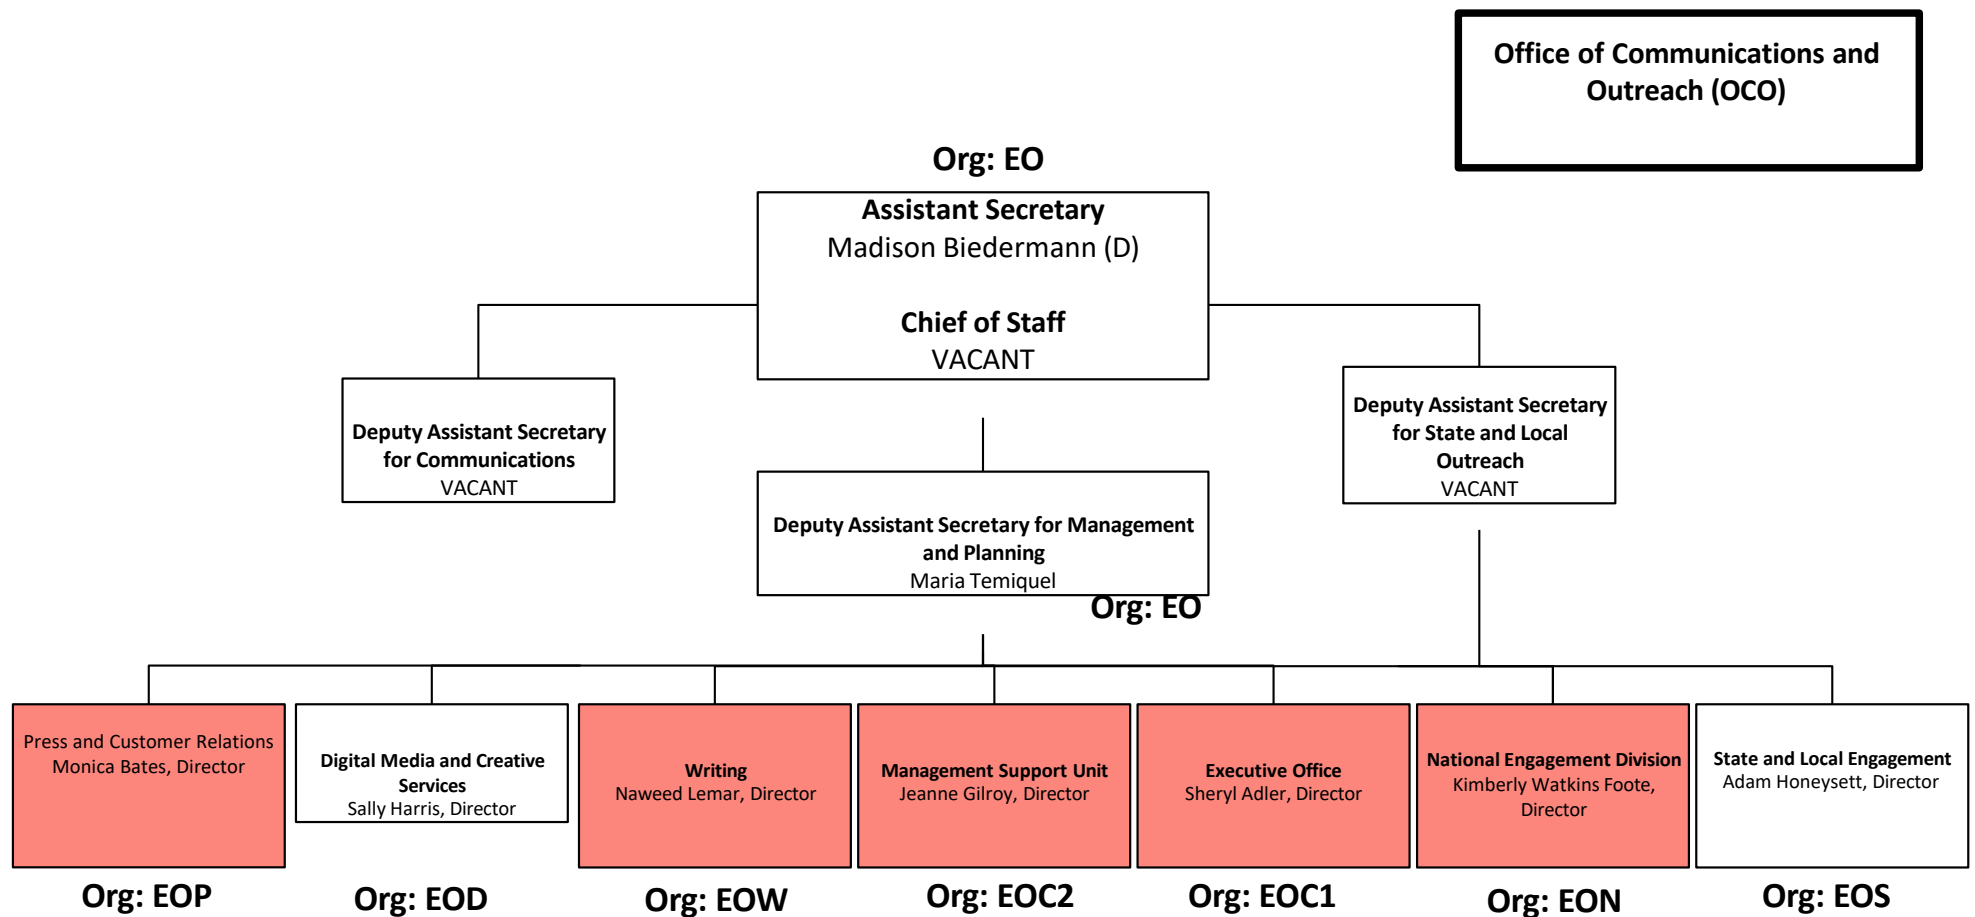 Office of Communications and
Outreach (OCO)
Org: EO
Assistant Secretary
Madison Biedermann (D)
Chief of Staff
VACANT
Deputy Assistant Secretary
for Communications
VACANT
Deputy Assistant Secretary for Management
and Planning
Maria Temiquel
Org: EO
Deputy Assistant Secretary
for State and Local
Outreach
VACANT
Press and Customer Relations
Monica Bates, Director
Org: EOP
Digital Media and Creative
Services
Sally Harris, Director
Org: EOD
Writing
Naweed Lemar, Director
Org: EOW
Management Support Unit
Jeanne Gilroy, Director
Org: EOC2
Executive Office
Sheryl Adler, Director
Org: EOC1
National Engagement Division
Kimberly Watkins Foote,
Director
Org: EON
State and Local Engagement
Adam Honeysett, Director
Org: EOS